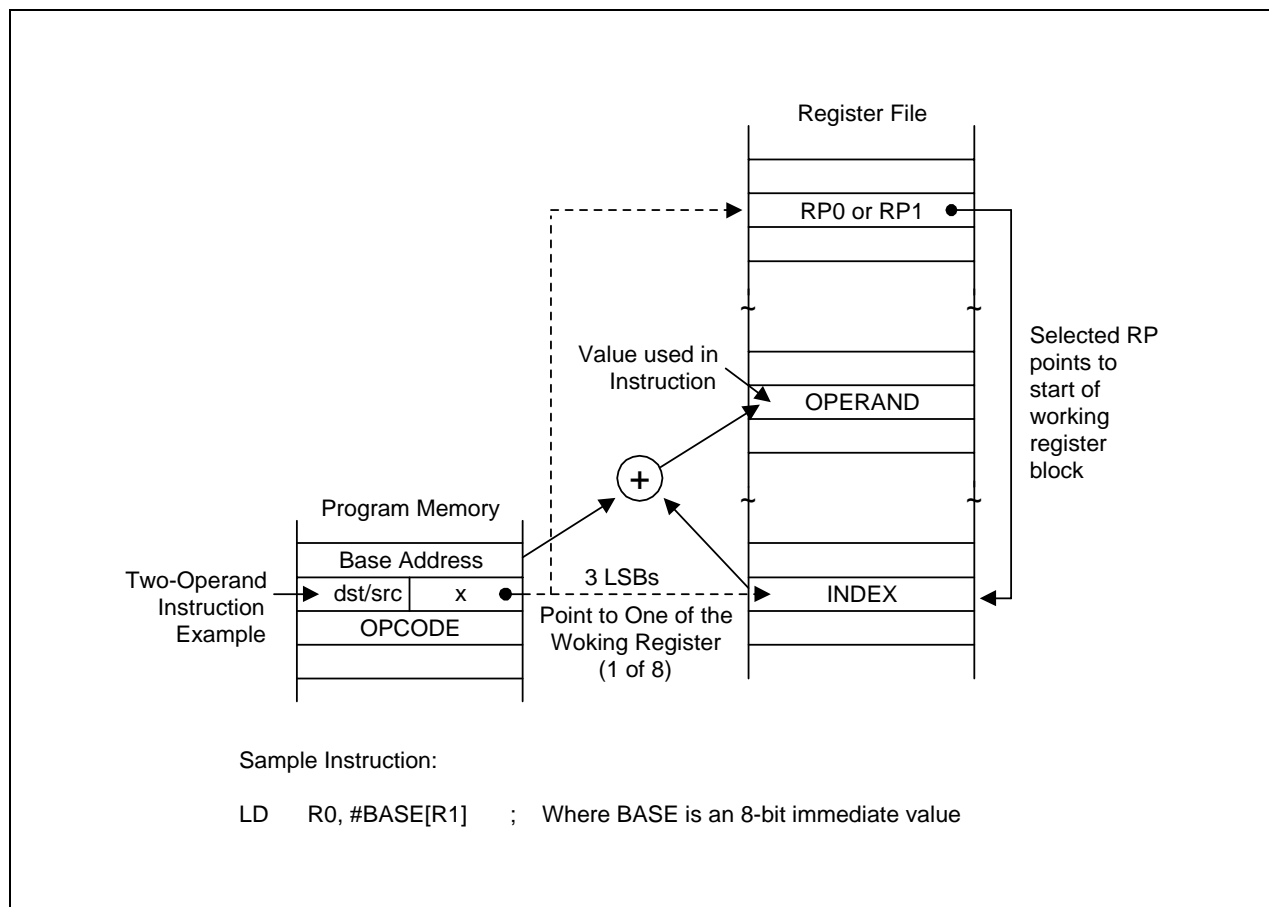 Register File
RP0 or RP1
Selected RP
points to
start of
working
register
block
Value used in
Instruction
OPERAND
+
Program Memory
Base Address
Two-Operand
Instruction
Example
dst/src
x
3 LSBs
INDEX
Point to One of the
Woking Register
(1 of 8)
OPCODE
~ ~
~ ~
Sample Instruction:
LD R0, #BASE[R1] ; Where BASE is an 8-bit immediate value